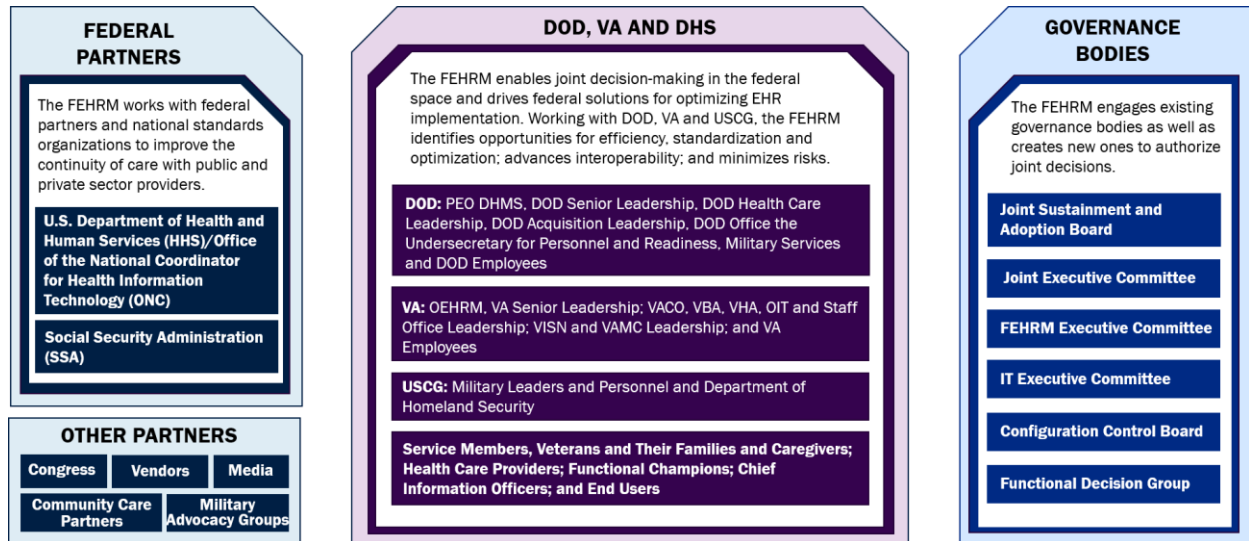 FEDERAL
PARTNERS
The FEHRM works with federal
partners and national standards
organizations to improve the
continuity of care with public and
private sector providers.
U.S. Department of Health and
Human Services (HHS)/Office
of the National Coordinator
for Health Information
Technology (ONC)
Social Security Administration
(SSA)
OTHER PARTNERS
Congress
Vendors
Media
Community Care
Partners
Military
Advocacy Groups
DOD, VA AND DHS
The FEHRM enables joint decision-making in the federal
space and drives federal solutions for optimizing EHR
implementation. Working with DOD, VA and USCG, the FEHRM
identifies opportunities for efficiency, standardization and
optimization; advances interoperability; and minimizes risks.
DOD: PEO DHMS, DOD Senior Leadership, DOD Health Care
Leadership, DOD Acquisition Leadership, DOD Office the
Undersecretary for Personnel and Readiness, Military Services
and DOD Employees
VA: OEHRM, VA Senior Leadership; VACO, VBA, VHA, OIT and Staff
Office Leadership; VISN and VAMC Leadership; and VA
Employees
USCG: Military Leaders and Personnel and Department of
Homeland Security
Service Members, Veterans and Their Families and Caregivers;
Health Care Providers; Functional Champions; Chief
Information Officers; and End Users
GOVERNANCE
BODIES
The FEHRM engages existing
governance bodies as well as
creates new ones to authorize
joint decisions.
Joint Sustainment and
Adoption Board
Joint Executive Committee
FEHRM Executive Committee
IT Executive Committee
Configuration Control Board
Functional Decision Group